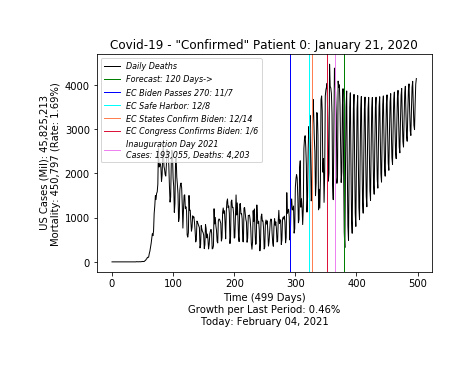 Covid-19 - "Confirmed" Patient 0: January 21, 2020
Daily Deaths
Forecast: 120 Days->
EC Biden Passes 270: 11/7
EC Safe Harbor: 12/8
EC States Confirm Biden: 12/14
EC Congress Confirms Biden: 1/6
Inauguration Day 2021
Cases: 193,055, Deaths: 4,203
US Cases (Mil): 45,825,213
Mortality: 450,797 (Rate: 1.69%)
4000
3000
2000
1000
0
0 100 200 300 400 500
Time (499 Days)
Growth per Last Period: 0.46%
Today: February 04, 2021